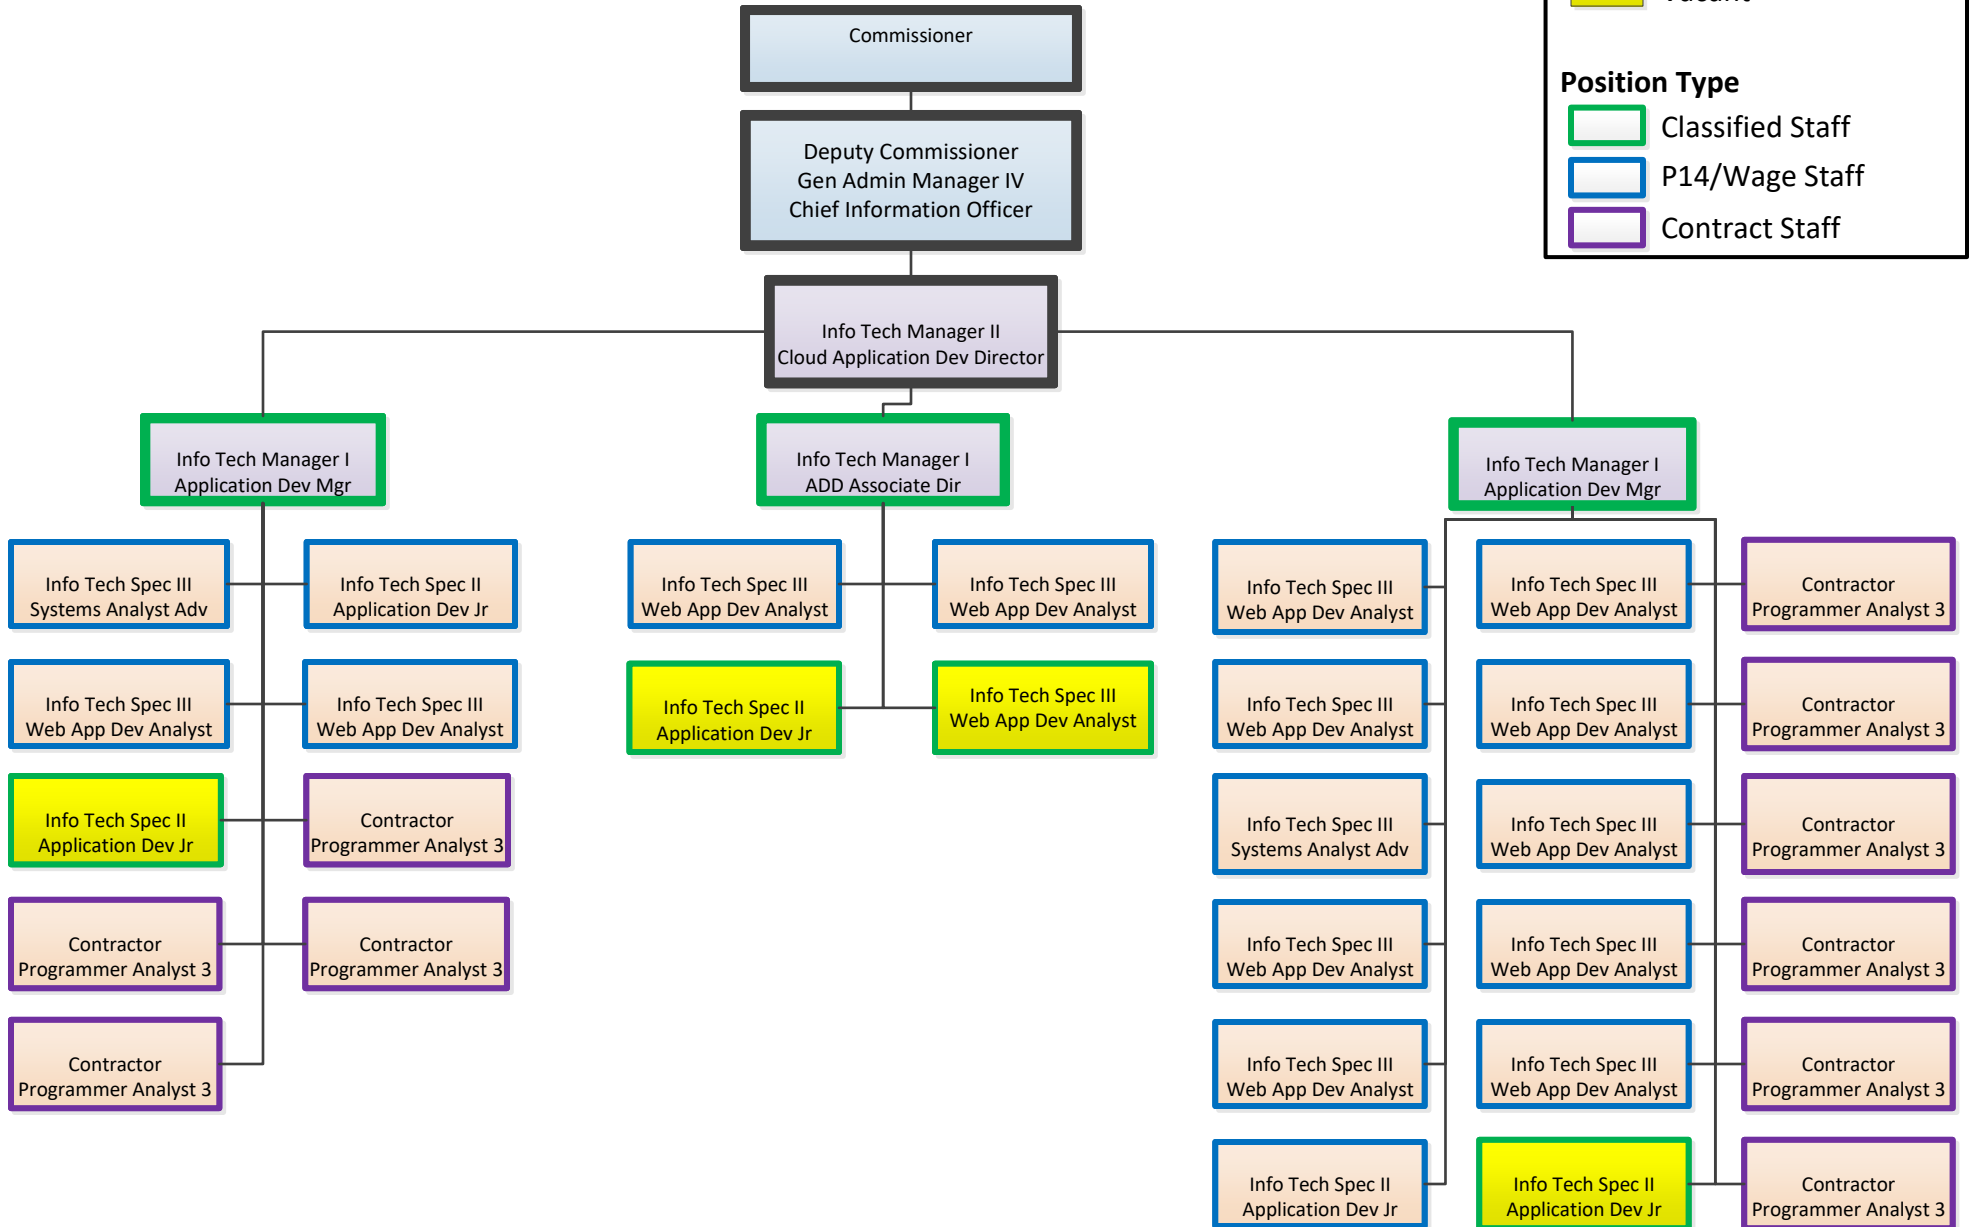 Commissioner
Deputy Commissioner
Gen Admin Manager IV
Chief Information Officer
Info Tech Manager II
Cloud Application Dev Director
Vacant
Position Type
Classified Staff
P14/Wage Staff
Contract Staff
Info Tech Manager I
Application Dev Mgr
Info Tech Spec III
Systems Analyst Adv
Info Tech Spec II
Application Dev Jr
Info Tech Spec III
Web App Dev Analyst
Info Tech Spec III
Web App Dev Analyst
Info Tech Spec II
Application Dev Jr
Contractor
Programmer Analyst 3
Contractor
Programmer Analyst 3
Contractor
Programmer Analyst 3
Contractor
Programmer Analyst 3
Info Tech Manager I
ADD Associate Dir
Info Tech Spec III
Web App Dev Analyst
Info Tech Spec III
Web App Dev Analyst
Info Tech Spec II
Application Dev Jr
Info Tech Spec III
Web App Dev Analyst
Info Tech Manager I
Application Dev Mgr
Info Tech Spec III
Web App Dev Analyst
Info Tech Spec III
Web App Dev Analyst
Contractor
Programmer Analyst 3
Info Tech Spec III
Web App Dev Analyst
Info Tech Spec III
Web App Dev Analyst
Contractor
Programmer Analyst 3
Info Tech Spec III
Systems Analyst Adv
Info Tech Spec III
Web App Dev Analyst
Contractor
Programmer Analyst 3
Info Tech Spec III
Web App Dev Analyst
Info Tech Spec III
Web App Dev Analyst
Contractor
Programmer Analyst 3
Info Tech Spec III
Web App Dev Analyst
Info Tech Spec III
Web App Dev Analyst
Contractor
Programmer Analyst 3
Info Tech Spec II
Application Dev Jr
Info Tech Spec II
Application Dev Jr
Contractor
Programmer Analyst 3